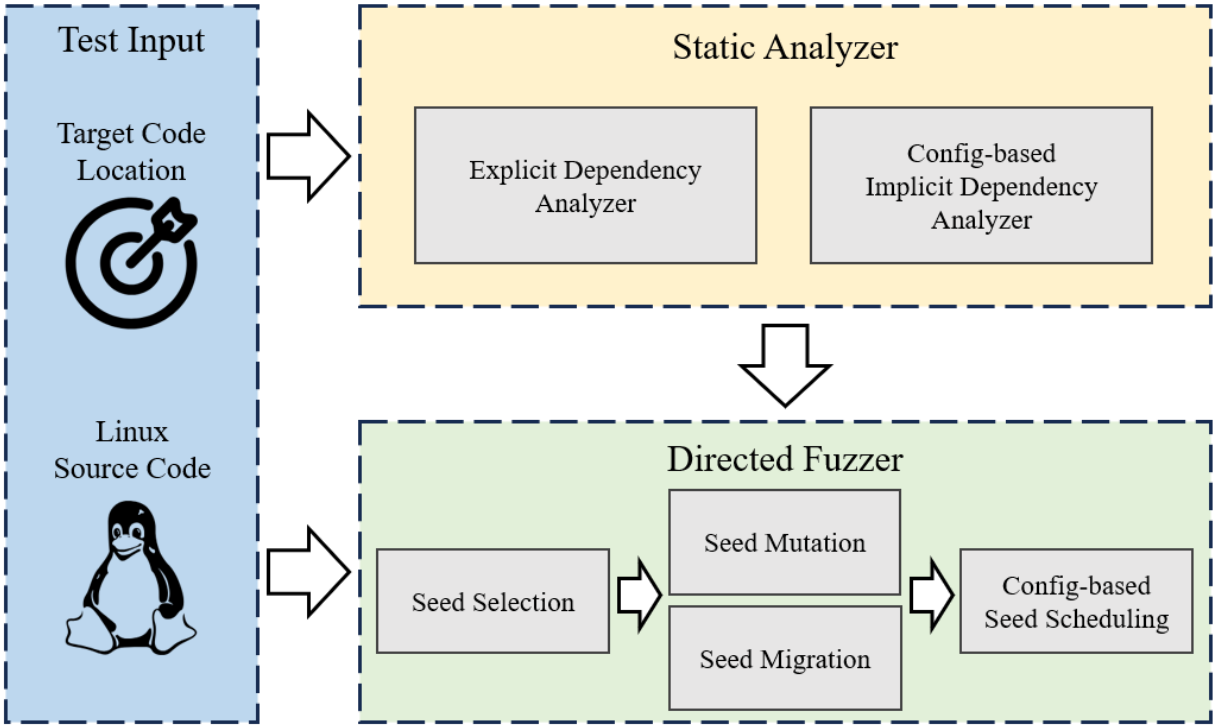 Test Input
Target Code
Location
Linux
Source Code
Static Analyzer
Explicit Dependency
Analyzer
Config-based
Implicit Dependency
Analyzer
Directed Fuzzer
Seed Selection
Seed Mutation
Seed Migration
Config-based
Seed Scheduling